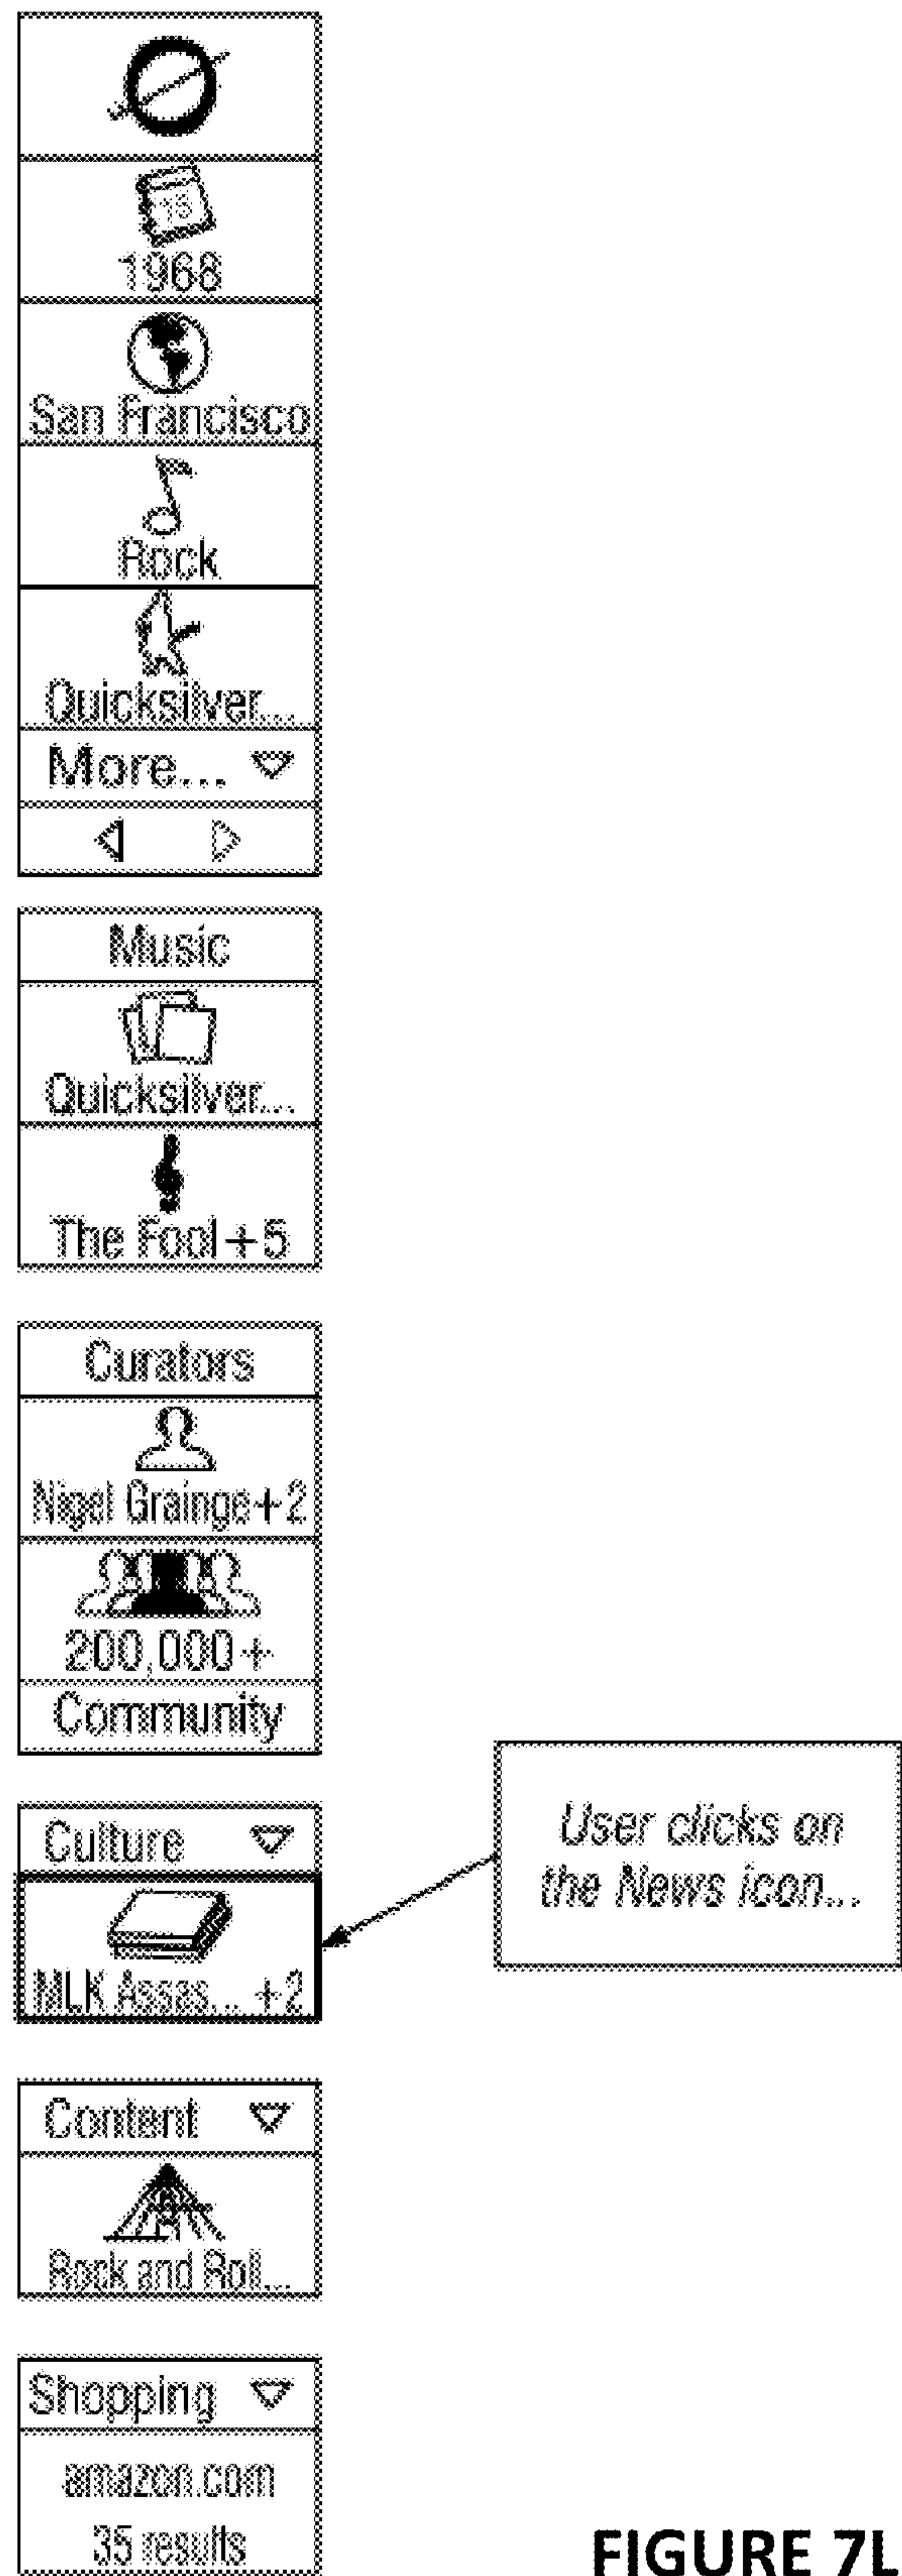 15
1968
San Francisco
Rock
Quicksilver...
More...
Music
Quicksilver...
The Fool +5
Curators
Nigel Grainge+2
200,000+
Community
Culture
MLK Assas... +2
User clicks on
the News icon...
Content
Rock and Roll...
Shopping
amazon.com
35 results
FIGURE 7L